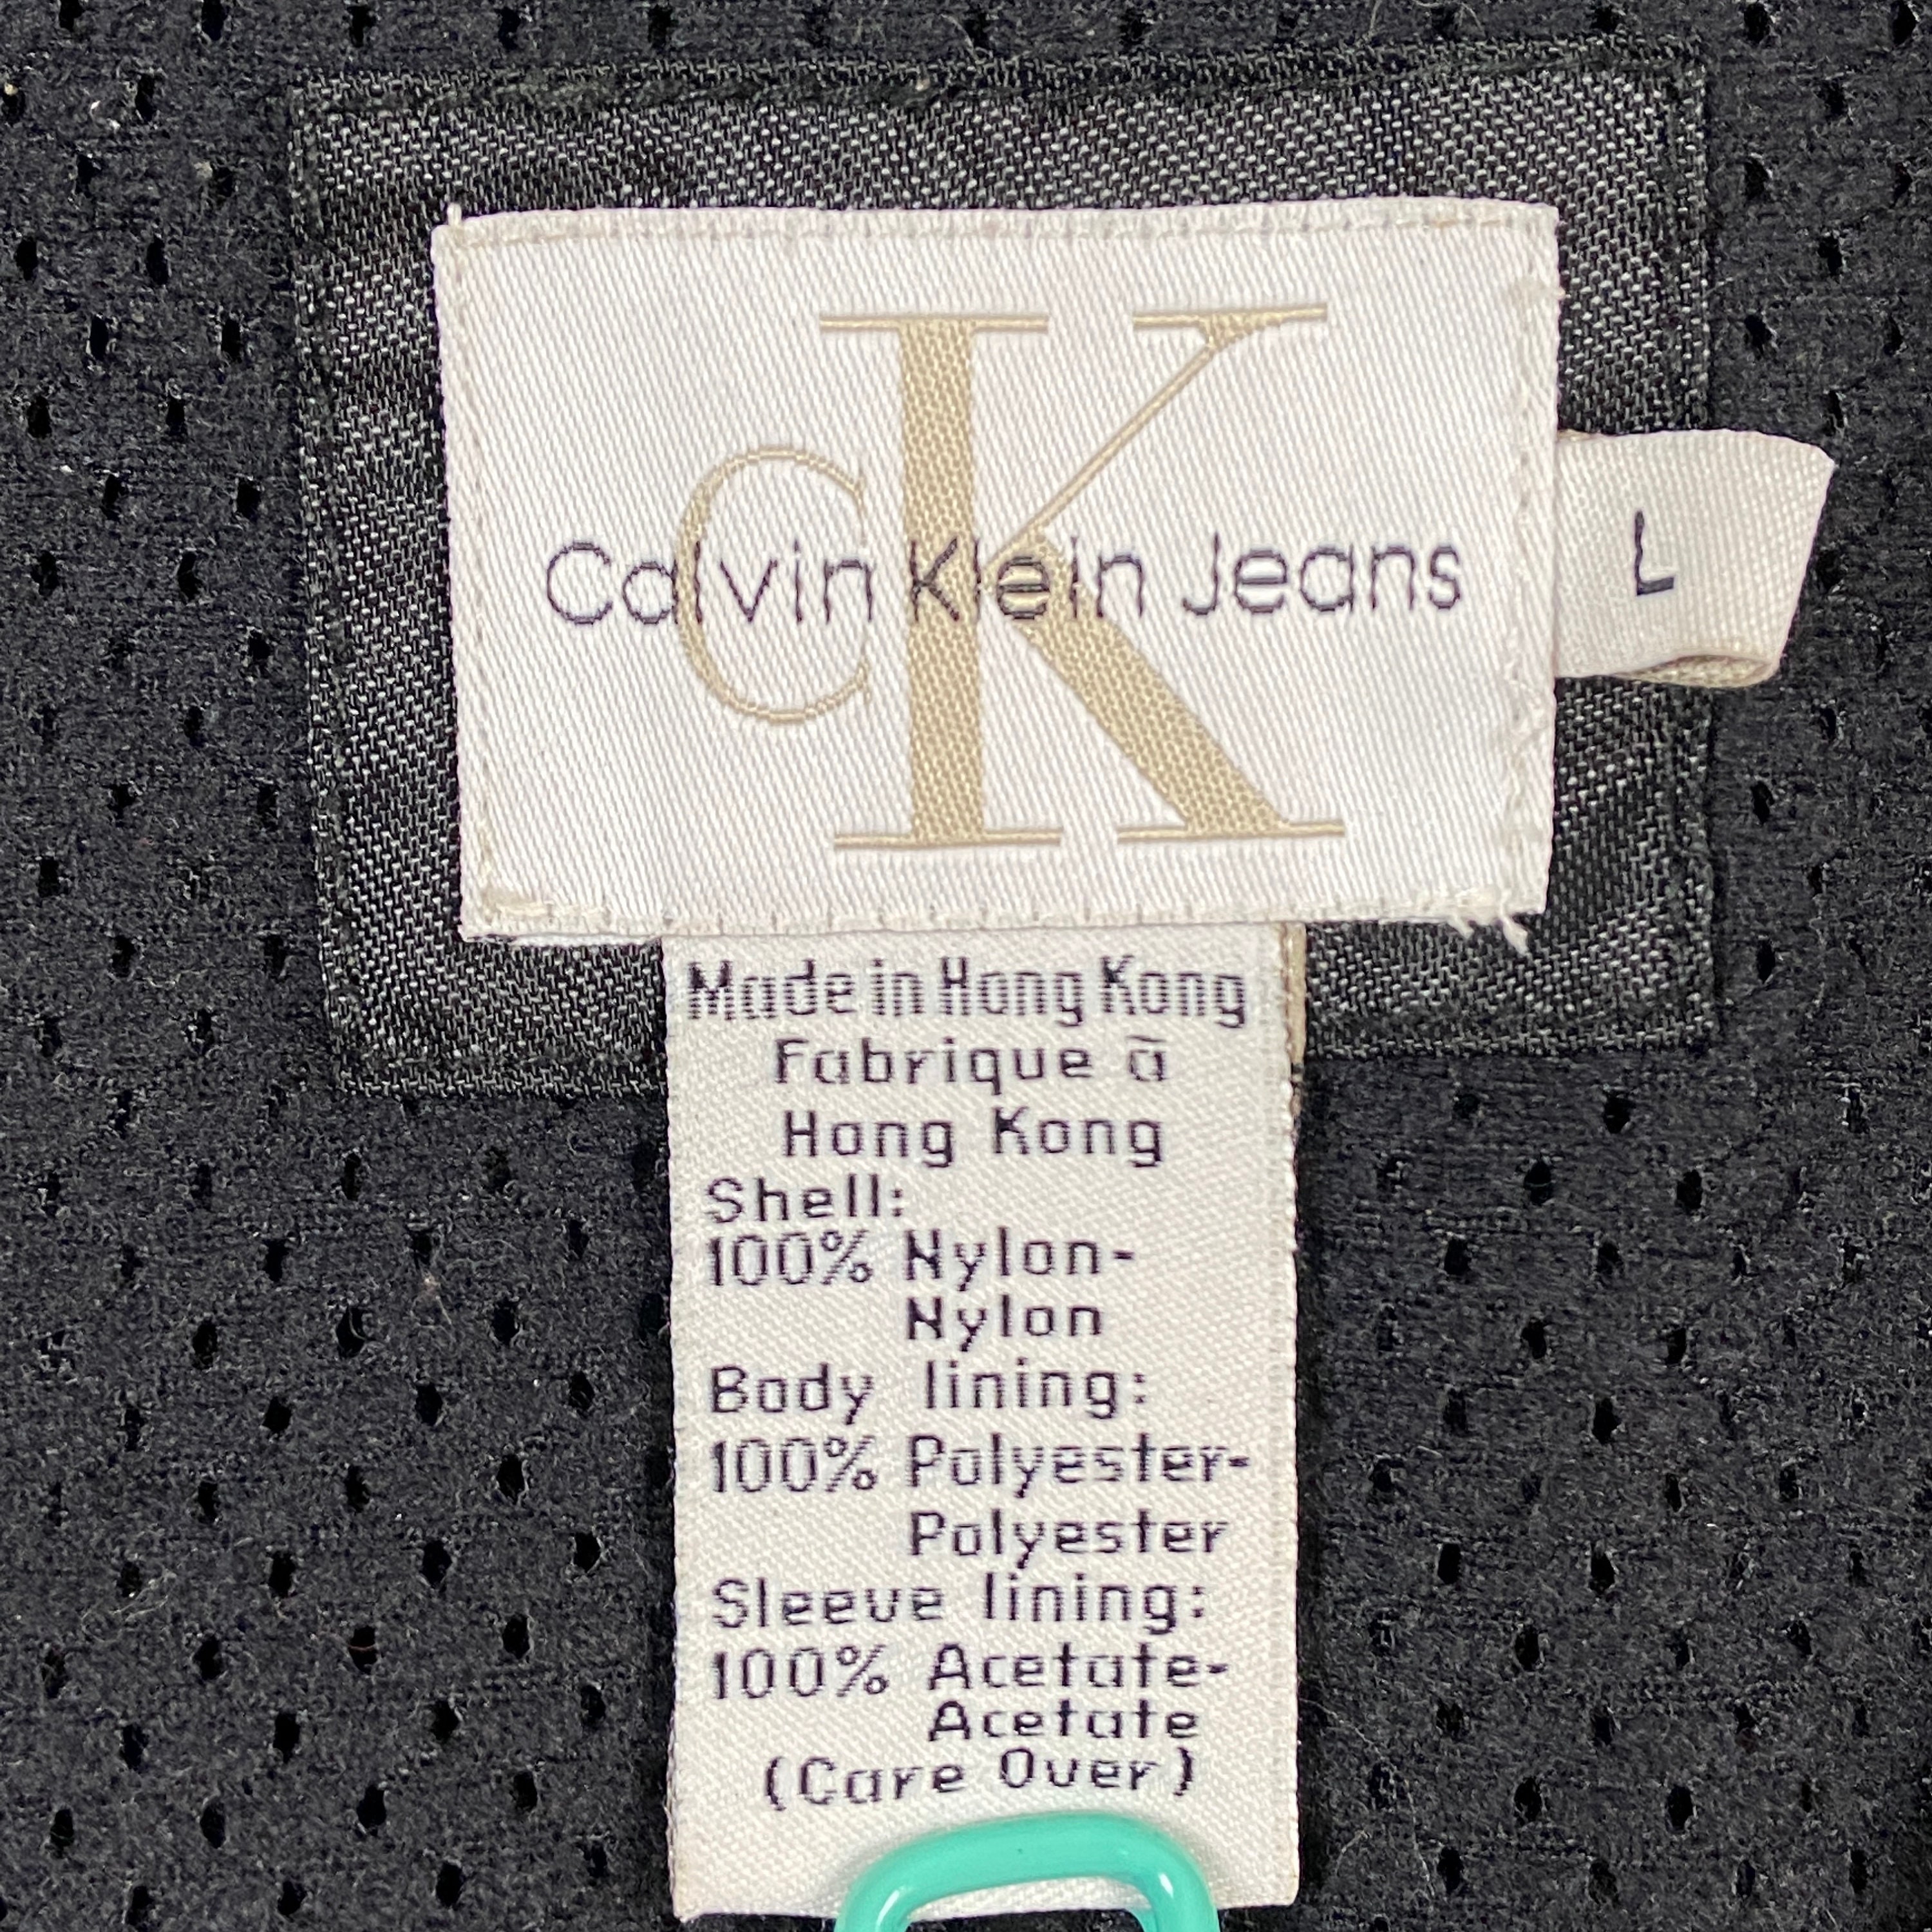 CK
Calvin Klein Jeans
L
Made in Hong Kong
Fabrique à
Hong Kong
Shell:
100% Nylon-
Nylon
Body lining:
100% Polyester-
Polyester
Sleeve lining:
100% Acetate-
Acetate
(Care Over)